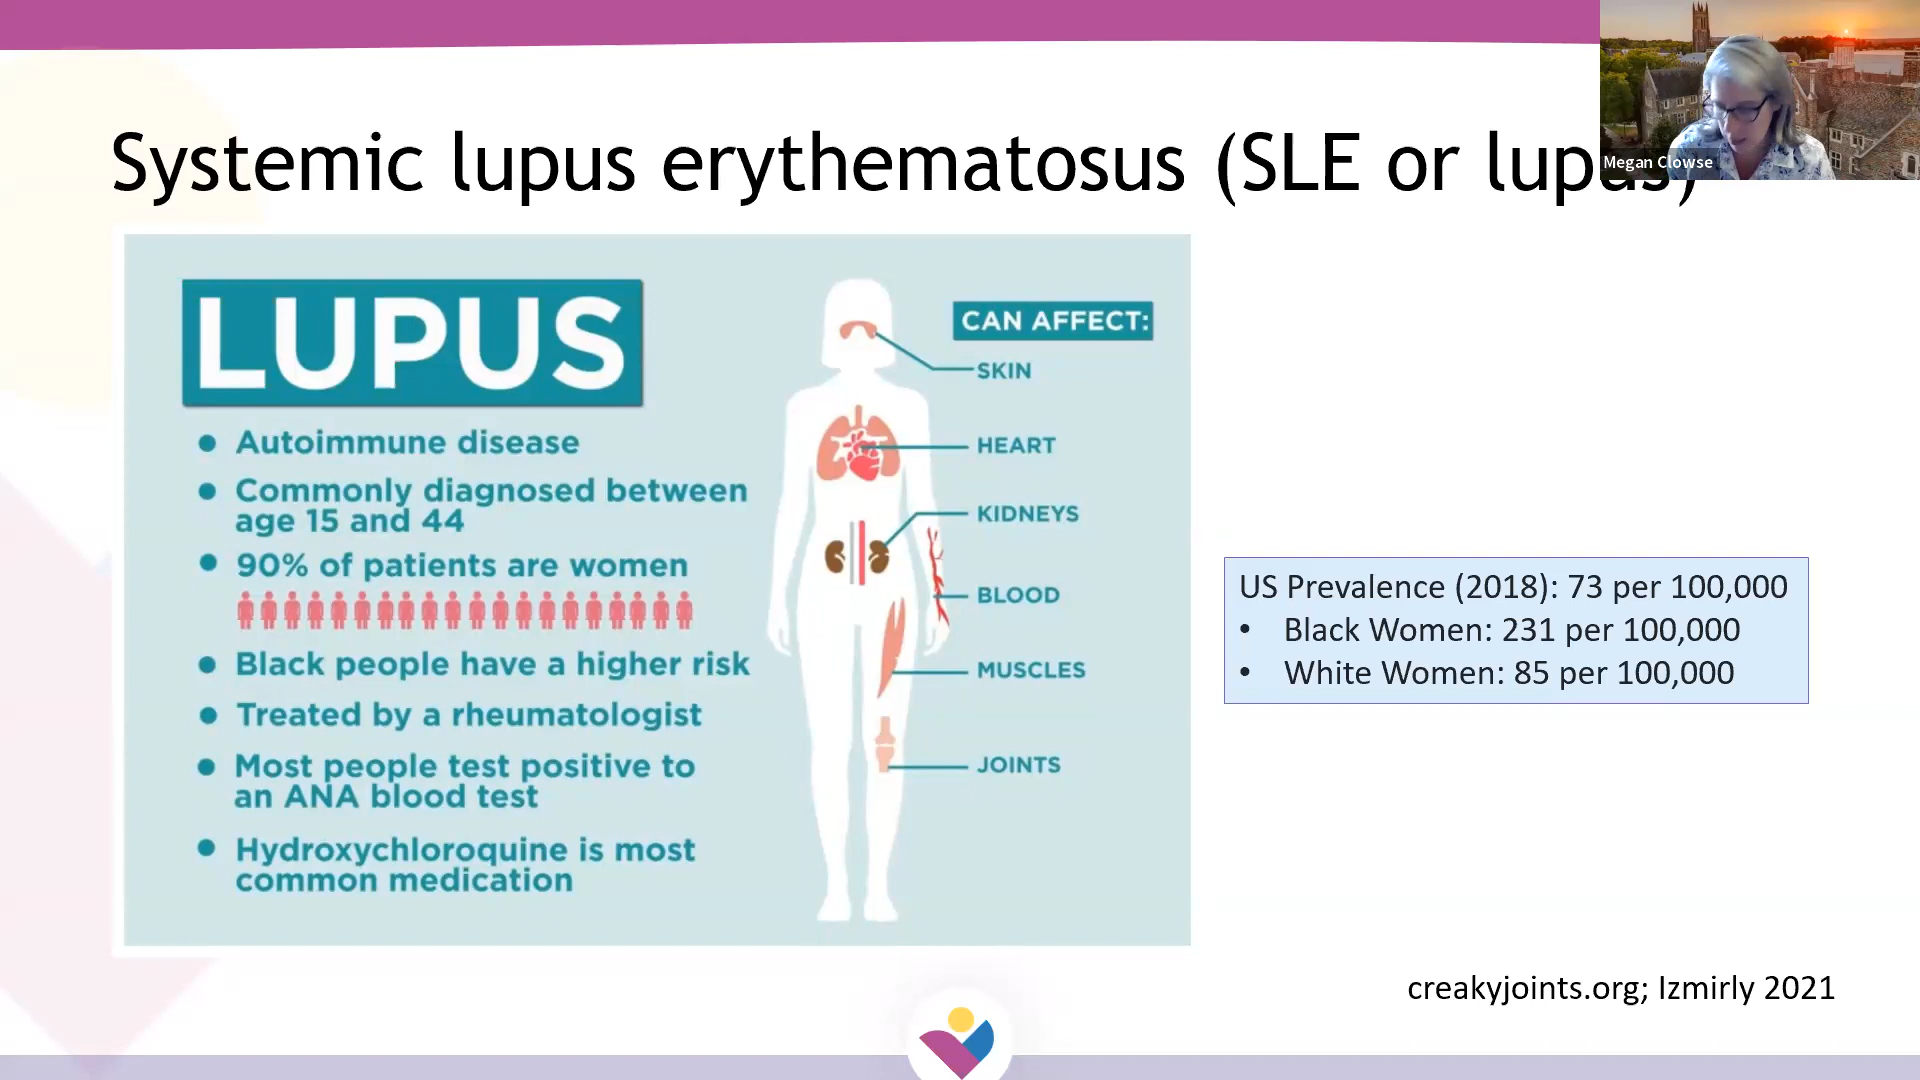 Systemic lupus erythematosus (SLE or lupus)
Megan Clowse
LUPUS
• Autoimmune disease
• Commonly diagnosed between
age 15 and 44
• 90% of patients are women
• Black people have a higher risk
• Treated by a rheumatologist
• Most people test positive to
an ANA blood test
• Hydroxychloroquine is most
common medication
CAN AFFECT:
SKIN
HEART
KIDNEYS
BLOOD
MUSCLES
JOINTS
US Prevalence (2018): 73 per 100,000
• Black Women: 231 per 100,000
• White Women: 85 per 100,000
creakyjoints.org; Izmirly 2021